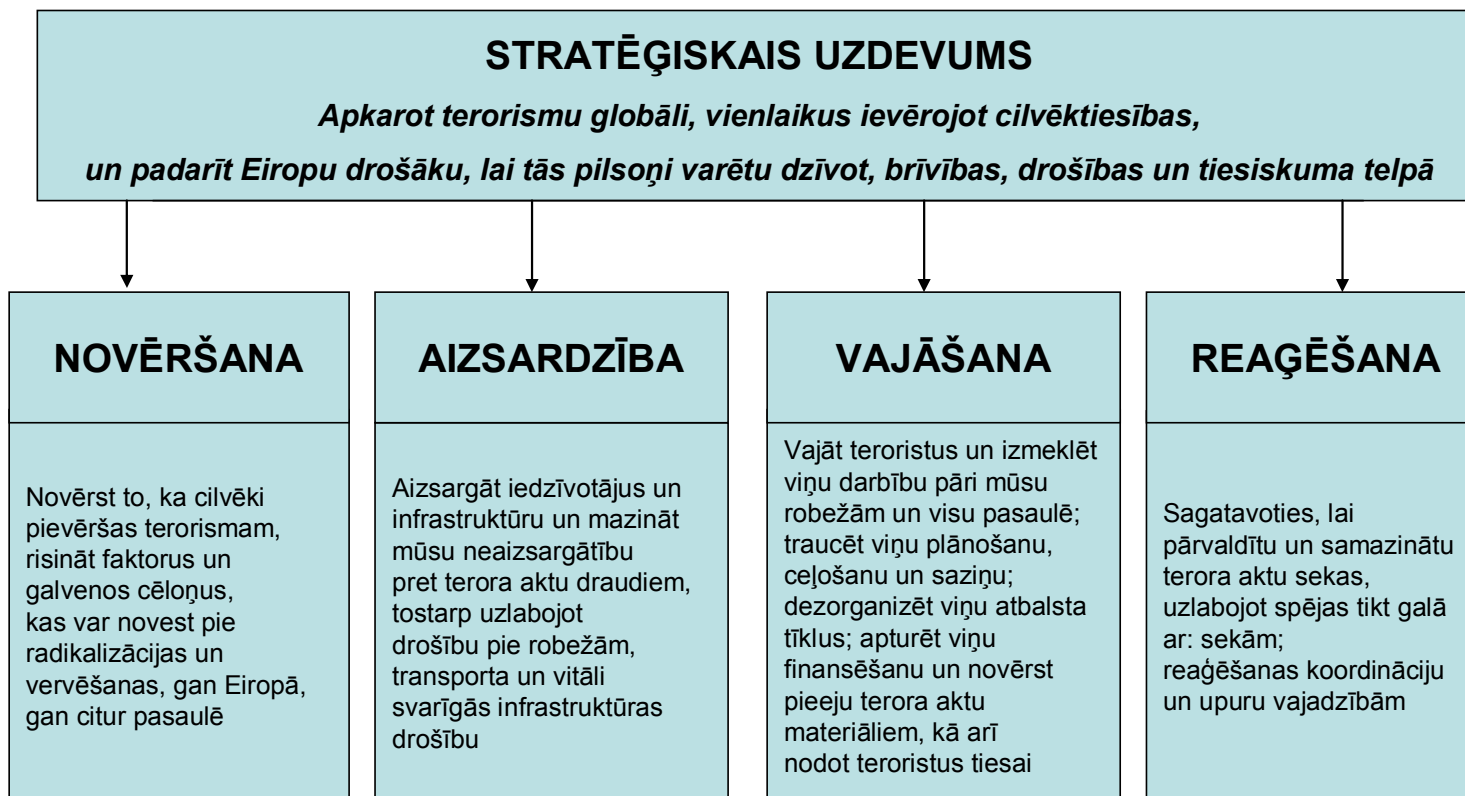 STRATĒĢISKAIS UZDEVUMS
Apkarot terorismu globāli, vienlaikus ievērojot cilvēktiesības,
un padarīt Eiropu drošāku, lai tās pilsoņi varētu dzīvot, brīvības, drošības un tiesiskuma telpā
NOVĒRŠANA
Novērst to, ka cilvēki
pievēršas terorismam,
risināt faktorus un
galvenos cēloņus,
kas var novest pie
radikalizācijas un
vervēšanas, gan Eiropā,
gan citur pasaulē
AIZSARDZĪBA
Aizsargāt iedzīvotājus un
infrastruktūru un mazināt
mūsu neaizsargātību
pret terora aktu draudiem,
tostarp uzlabojot
drošību pie robežām,
transporta un vitāli
svarīgās infrastruktūras
drošību
VAJĀŠANA
Vajāt teroristus un izmeklēt
viņu darbību pāri mūsu
robežām un visu pasaulē;
traucēt viņu plānošanu,
ceļošanu un saziņu;
dezorganizēt viņu atbalsta
tīklus; apturēt viņu
finansēšanu un novērst
pieeju terora aktu
materiāliem, kā arī
nodot teroristus tiesai
REAĢĒŠANA
Sagatavoties, lai
pārvaldītu un samazinātu
terora aktu sekas,
uzlabojot spējas tikt galā
ar: sekām;
reaģēšanas koordināciju
un upuru vajadzībām